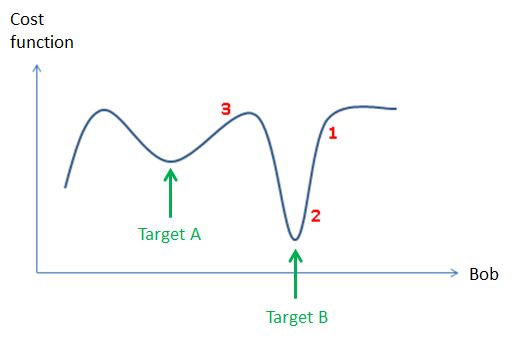 Cost
function
3
1
2
Target A
Bob
Target B